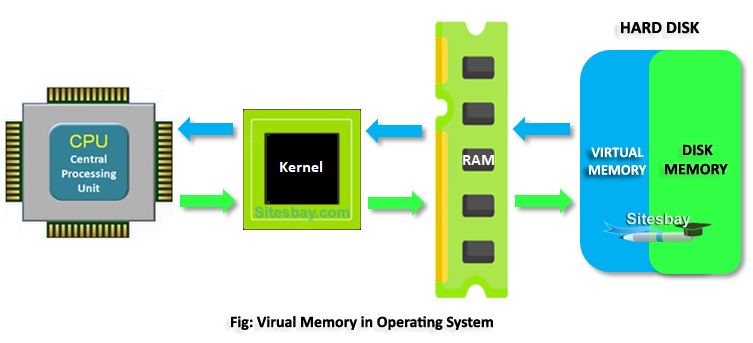 HARD DISK
CPU
Central
Processing
Unit
Kernel
Sitesbay.com
RAM
VIRTUAL
MEMORY
DISK
MEMORY
Sitesbay
Fig: Virual Memory in Operating System